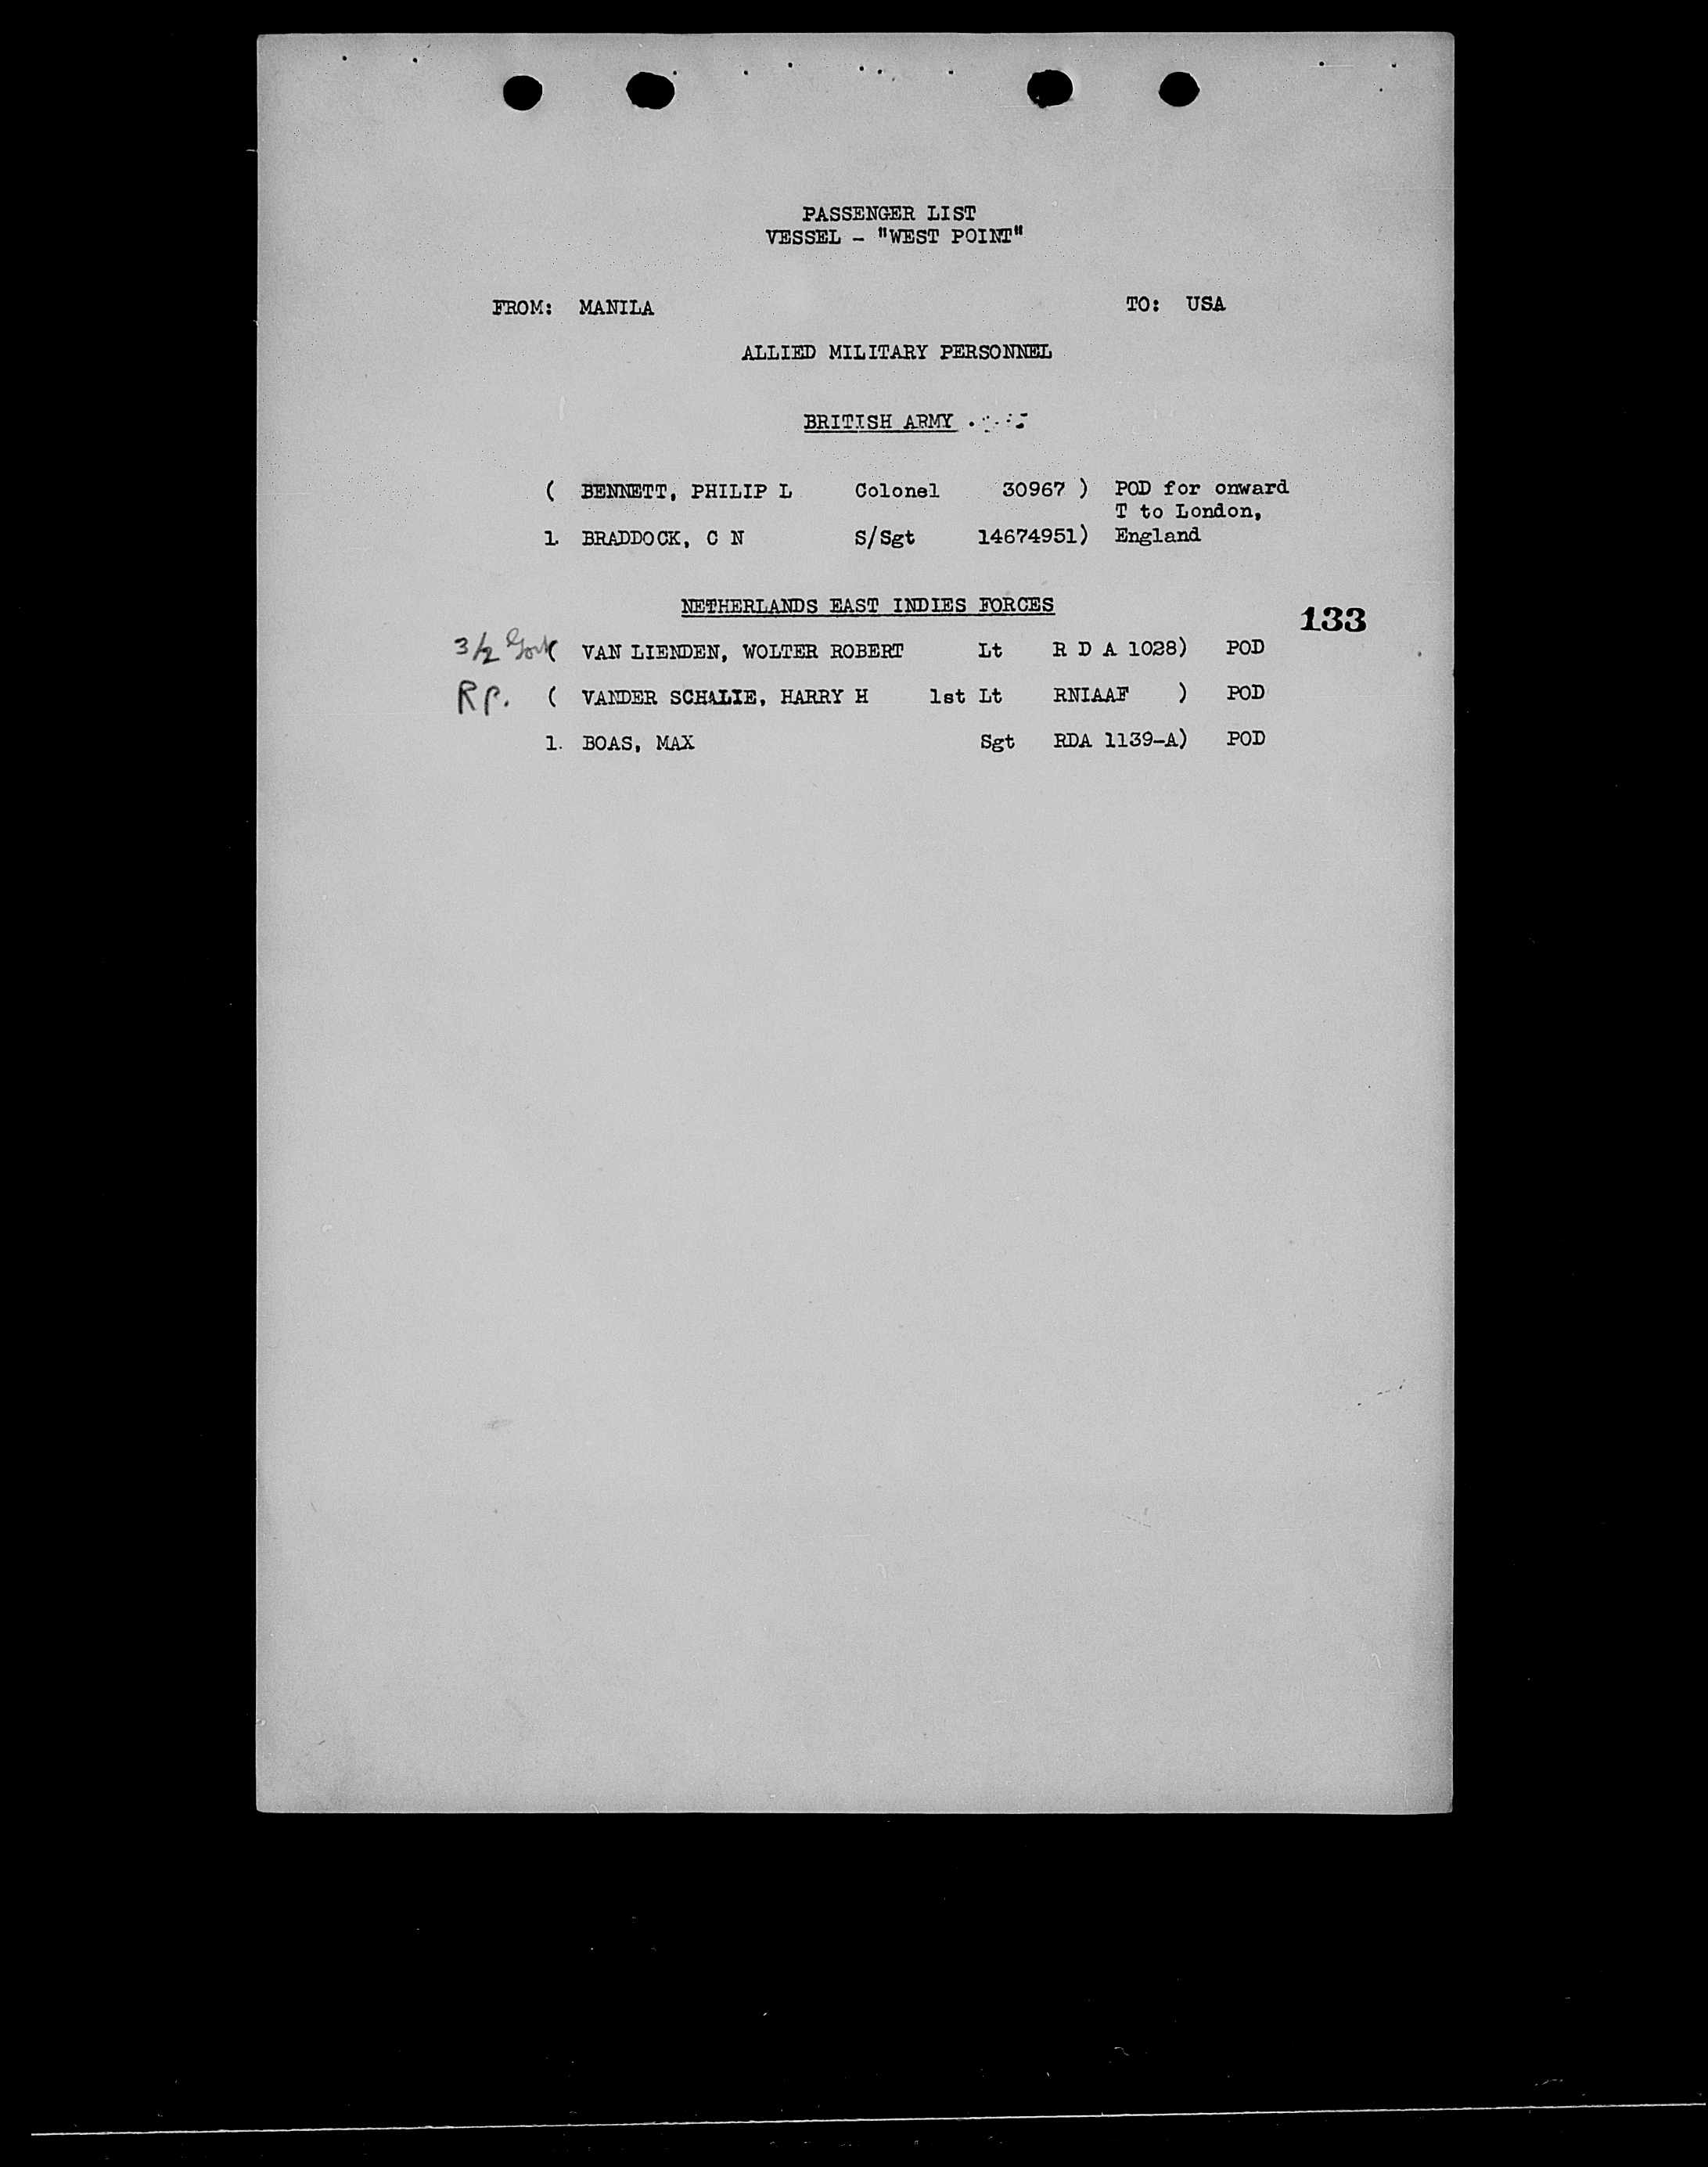 PASSENGER LIST
VESSEL - "WEST POINT"
FROM: MANILA TO: USA
ALLIED MILITARY PERSONNEL
BRITISH ARMY
( BENNETT, PHILIP L Colonel 30967 ) POD for onward
T to London,
1. BRADDOCK, C N S/Sgt 14674951) England
NETHERLANDS EAST INDIES FORCES
133
3/2 ( VAN LIENDEN, WOLTER ROBERT Lt R D A 1028) POD
RP. ( VANDER SCHALIE, HARRY H 1st Lt RNIAAF ) POD
1. BOAS, MAX Sgt RDA 1139-A) POD